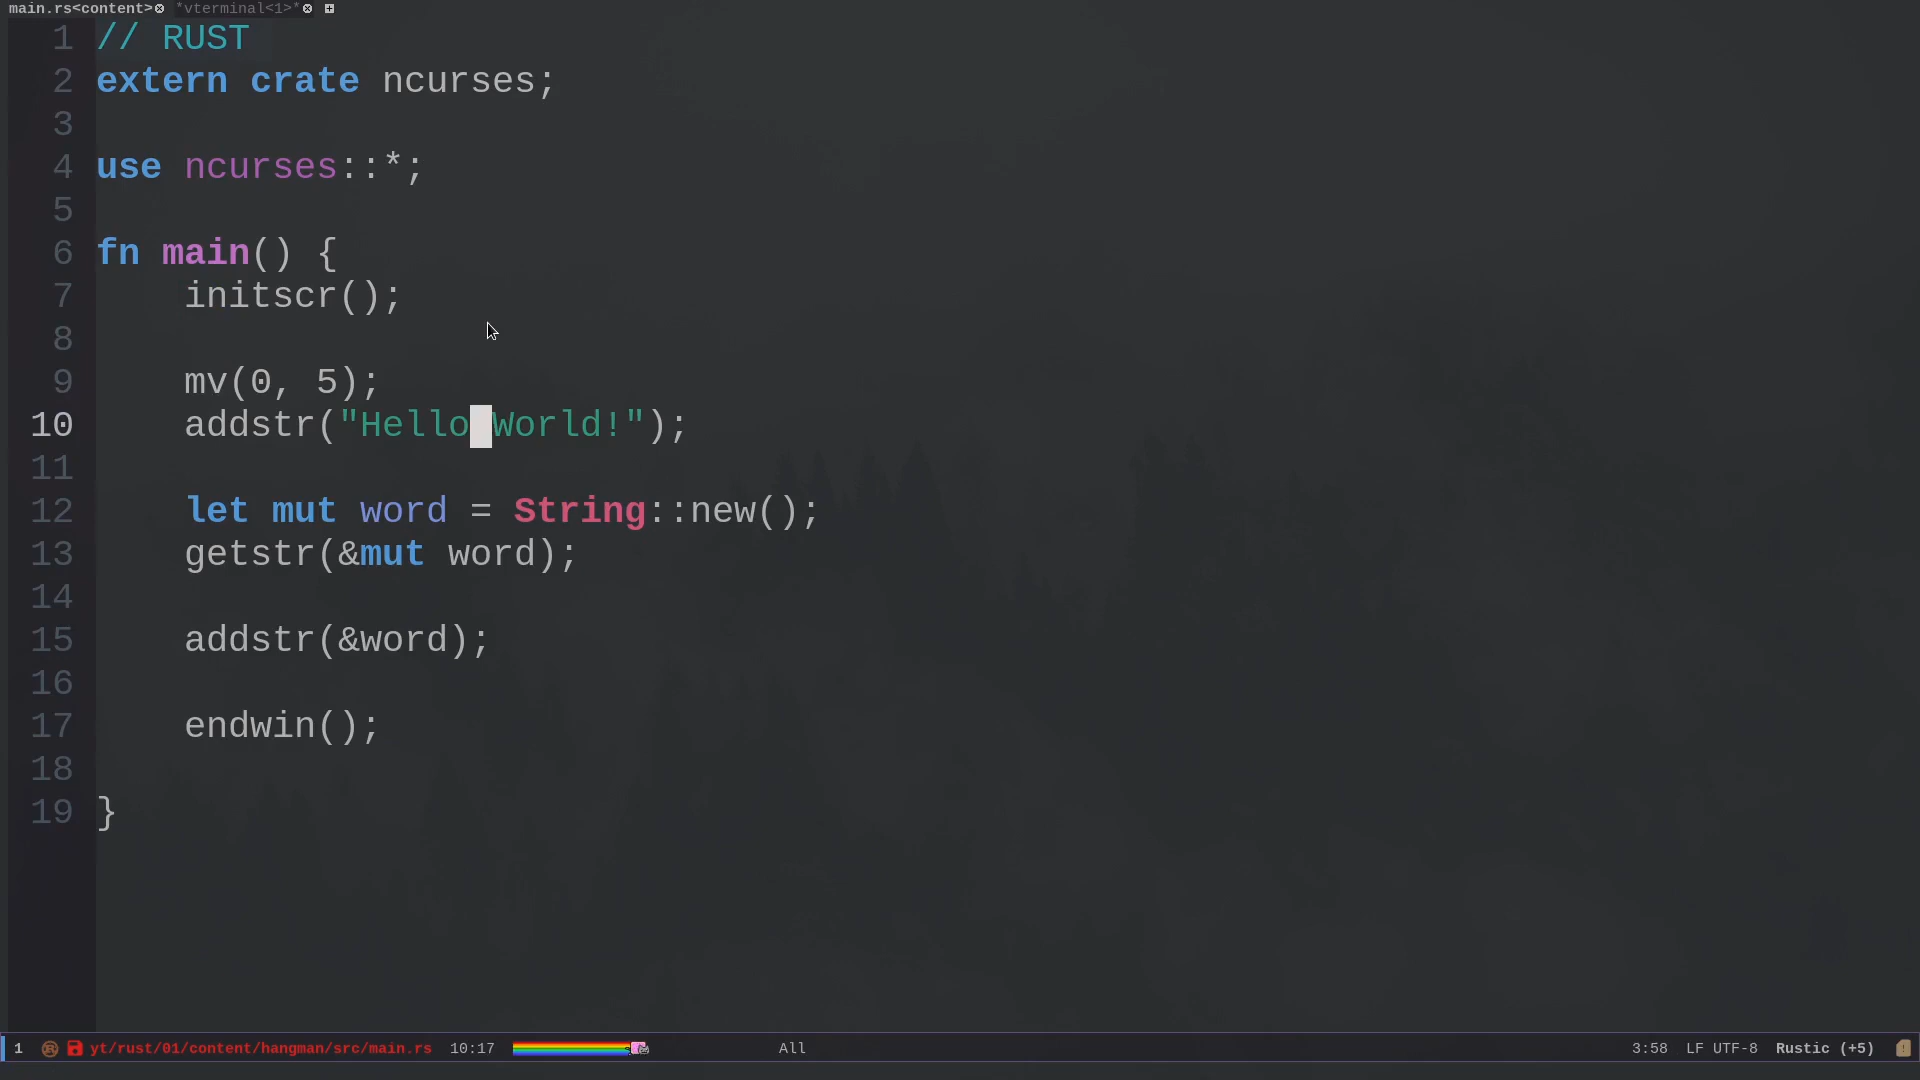 main.rs<content> *vterminal<1>*
1 // RUST
2 extern crate ncurses;
3
4 use ncurses::*;
5
6 fn main() {
7     initscr();
8
9     mv(0, 5);
10     addstr("Hello World!");
11
12     let mut word = String::new();
13     getstr(&mut word);
14
15     addstr(&word);
16
17     endwin();
18
19 }
1 yt/rust/01/content/hangman/src/main.rs 10:17 All 3:58 LF UTF-8 Rustic (+5)